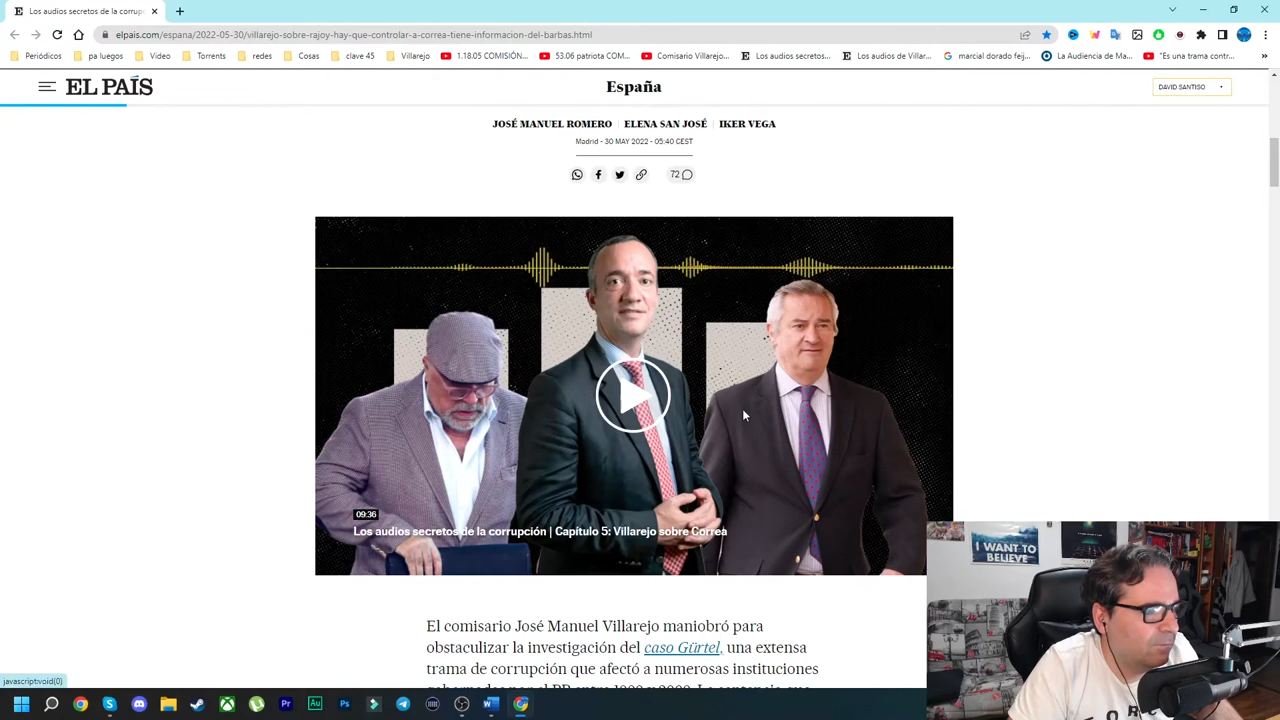 Los audios secretos de la corrup
elpais.com/espana/2022-05-30/villarejo-sobre-rajoy-hay-que-controlar-a-correa-tiene-informacion-del-barbas.html
Periódicos pa luegos Video Torrents redes Cosas clave 45 Villarejo 1.18.05 COMISIÓN... 53.06 patriota COM... Comisario Villarejo... Los audios secretos... Los audios de Villar... marcial dorado feij... La Audiencia de Ma... "Es una trama contr... »
EL PAÍS
España
DAVID SANTISO
JOSÉ MANUEL ROMERO ELENA SAN JOSÉ IKER VEGA
Madrid - 30 MAY 2022 - 05:40 CEST
72
09:36
Los audios secretos de la corrupción | Capítulo 5: Villarejo sobre Correa
I WANT TO
BELIEVE
El comisario José Manuel Villarejo maniobró para
obstaculizar la investigación del caso Gürtel, una extensa
trama de corrupción que afectó a numerosas instituciones
javascript:void(0)